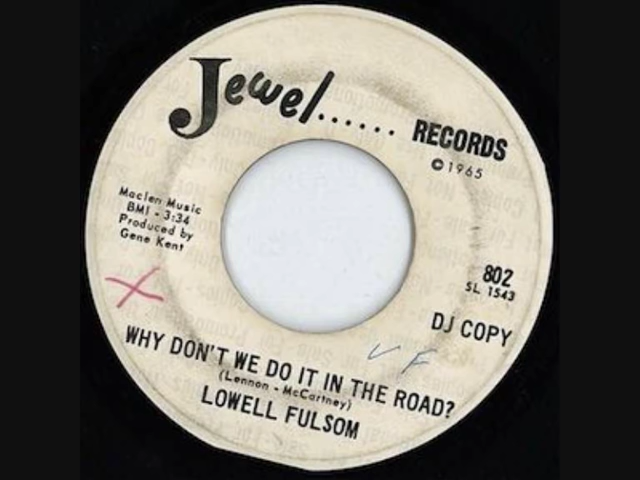 Jewel...... RECORDS
©1965
Maclen Music
BMI - 3:34
Produced by
Gene Kent
802
SL 1543
DJ COPY
VF
WHY DON'T WE DO IT IN THE ROAD?
(Lennon - McCartney)
LOWELL FULSOM